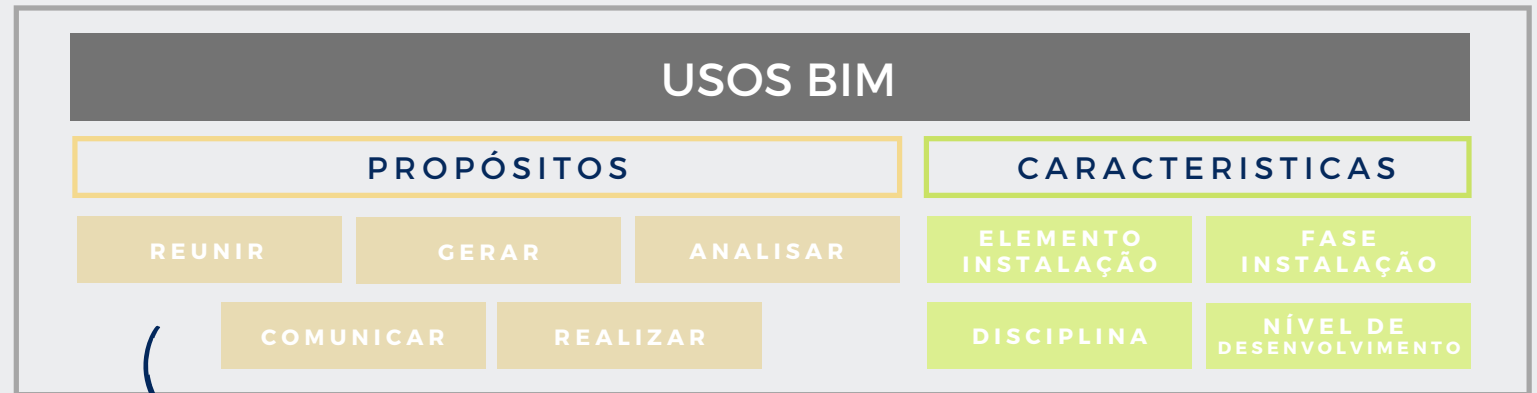 USOS BIM
PROPÓSITOS
CARACTERISTICAS
REUNIR
GERAR
ANALISAR
ELEMENTO
INSTALAÇÃO
FASE
INSTALAÇÃO
COMUNICAR
REALIZAR
DISCIPLINA
NÍVEL DE
DESENVOLVIMENTO